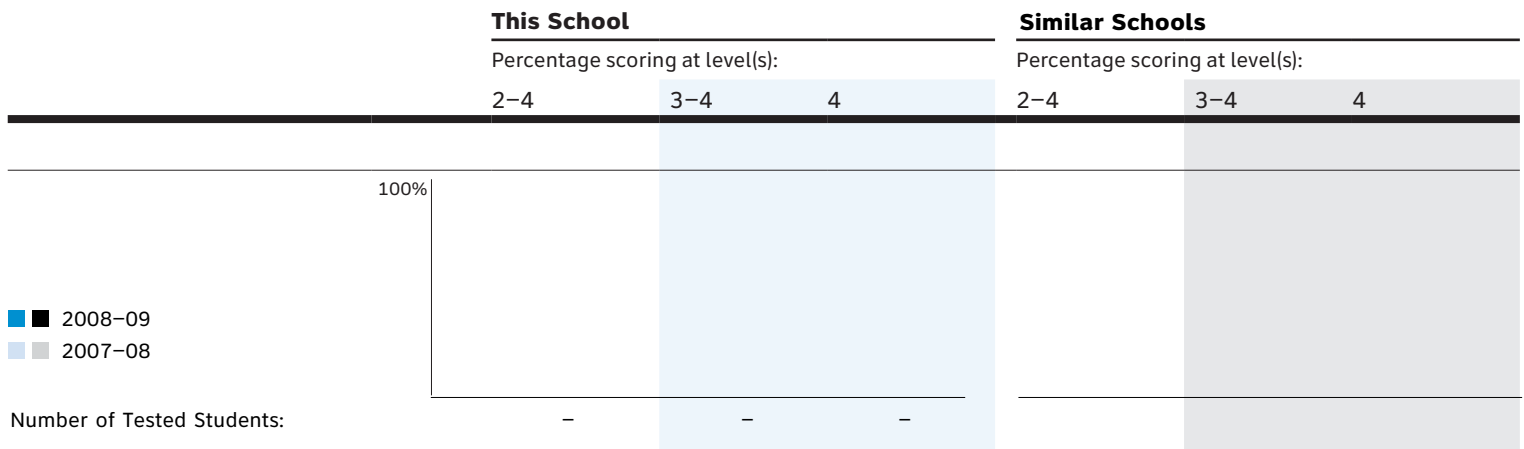 This School Similar Schools
Percentage scoring at level(s): Percentage scoring at level(s):
2–4 3–4 4 2–4 3–4 4
100%
2008–09
2007–08
Number of Tested Students: – – –